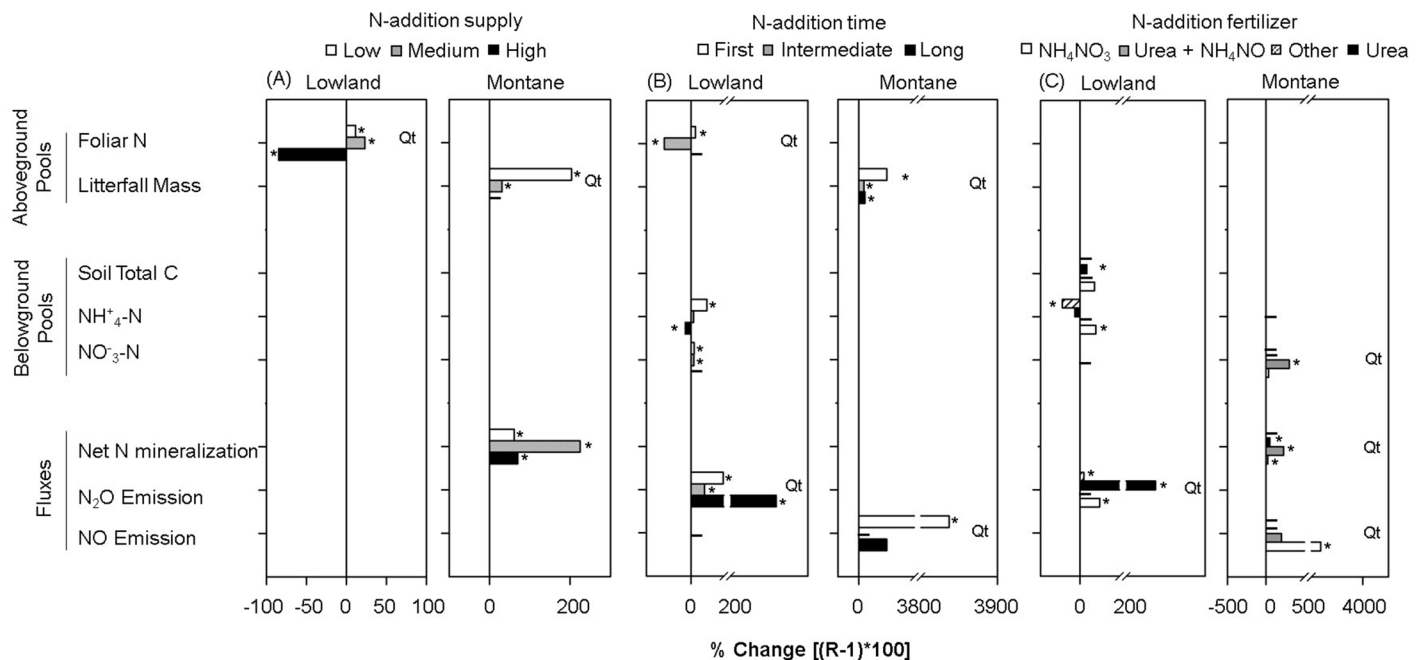 N-addition supply N-addition time N-addition fertilizer
Low Medium High First Intermediate Long NH₄NO₃ Urea + NH₄NO Other Urea
(A) Lowland Montane (B) Lowland Montane (C) Lowland Montane
Aboveground Pools
Foliar N * * * Qt * * Qt
Litterfall Mass * * Qt * * * Qt
Belowground Pools
Soil Total C *
NH⁺₄-N * * * *
NO⁻₃-N * * * Qt
Fluxes
Net N mineralization * * * * * * Qt
N₂O Emission * * * Qt * * * Qt
NO Emission * Qt * Qt
-100 -50 0 50 100 0 200 0 200 0 3800 3900 0 200 -500 0 500 4000
% Change [(R-1)*100]